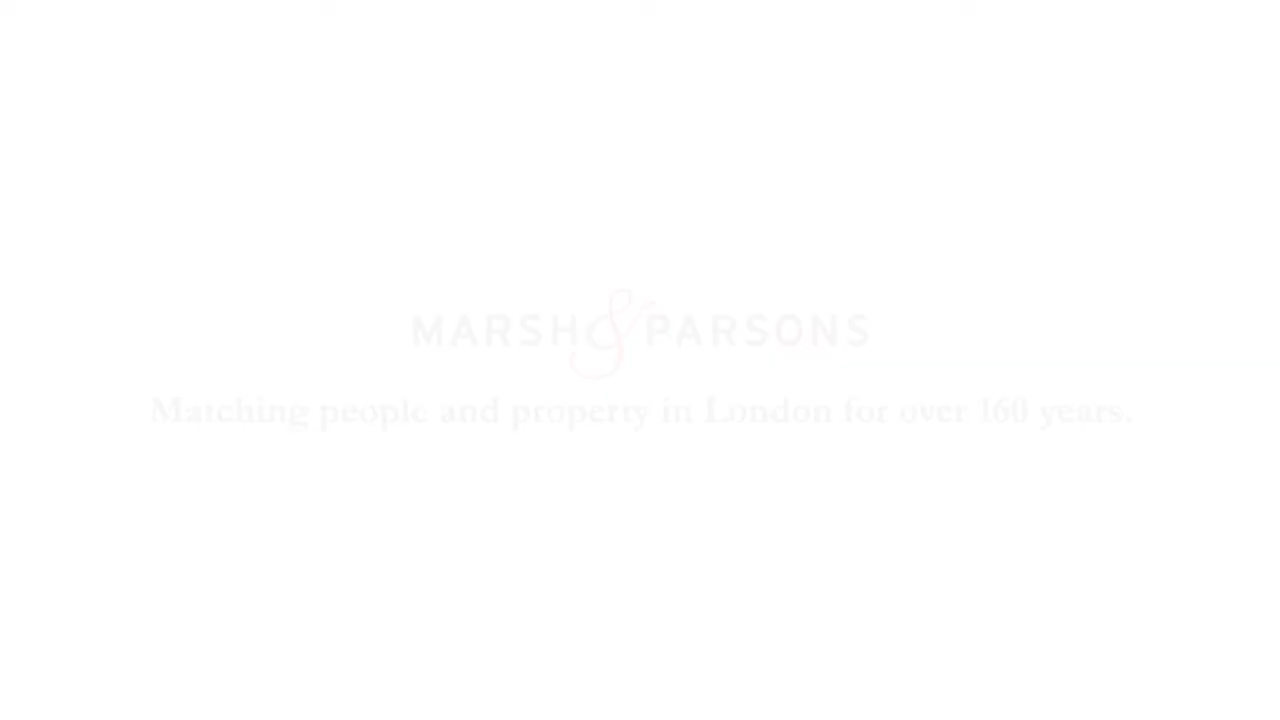 MARSH & PARSONS
Matching people and property in London for over 160 years.